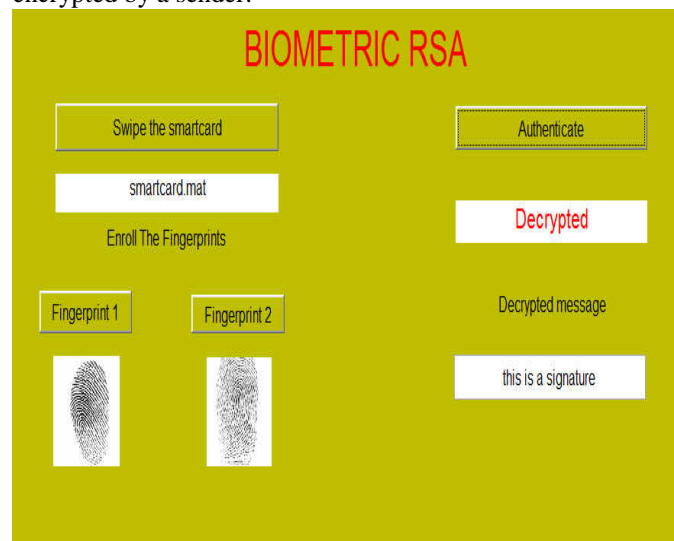 encrypted by a sender.
BIOMETRIC RSA
Swipe the smartcard
smartcard.mat
Enroll The Fingerprints
Fingerprint 1
Fingerprint 2
Authenticate
Decrypted
Decrypted message
this is a signature